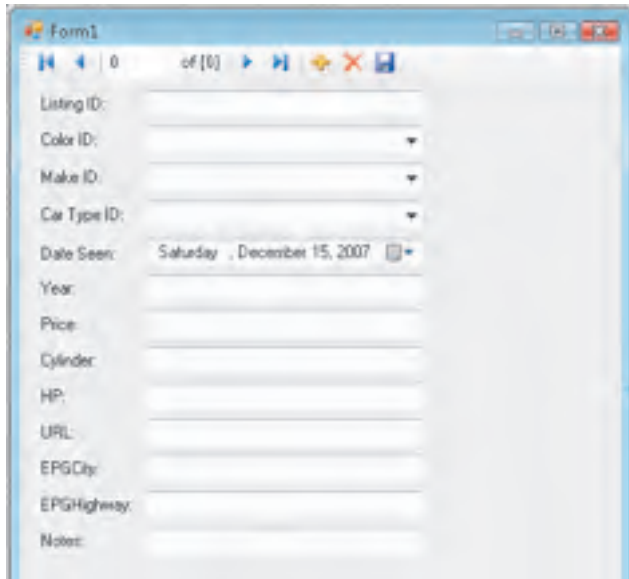 Form1
0 of {0}
Listing ID:
Color ID:
Make ID:
Car Type ID:
Date Seen: Saturday , December 15, 2007
Year:
Price:
Cylinder:
HP:
URL:
EPGCity:
EPGHighway:
Notes: